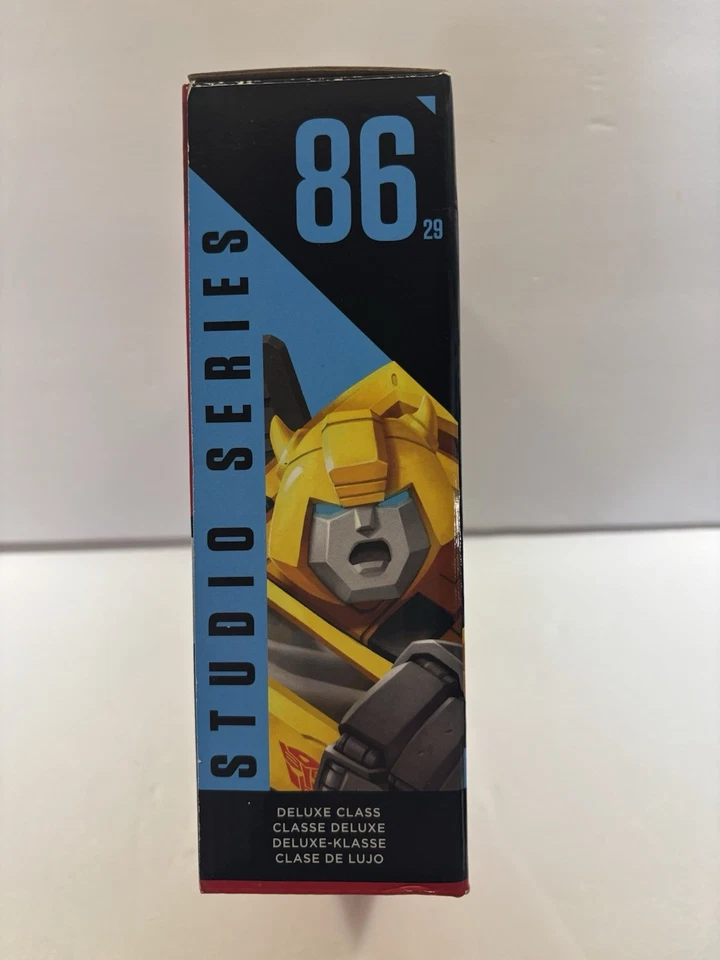 86
29
STUDIO SERIES
DELUXE CLASS
CLASSE DELUXE
DELUXE-KLASSE
CLASE DE LUJO